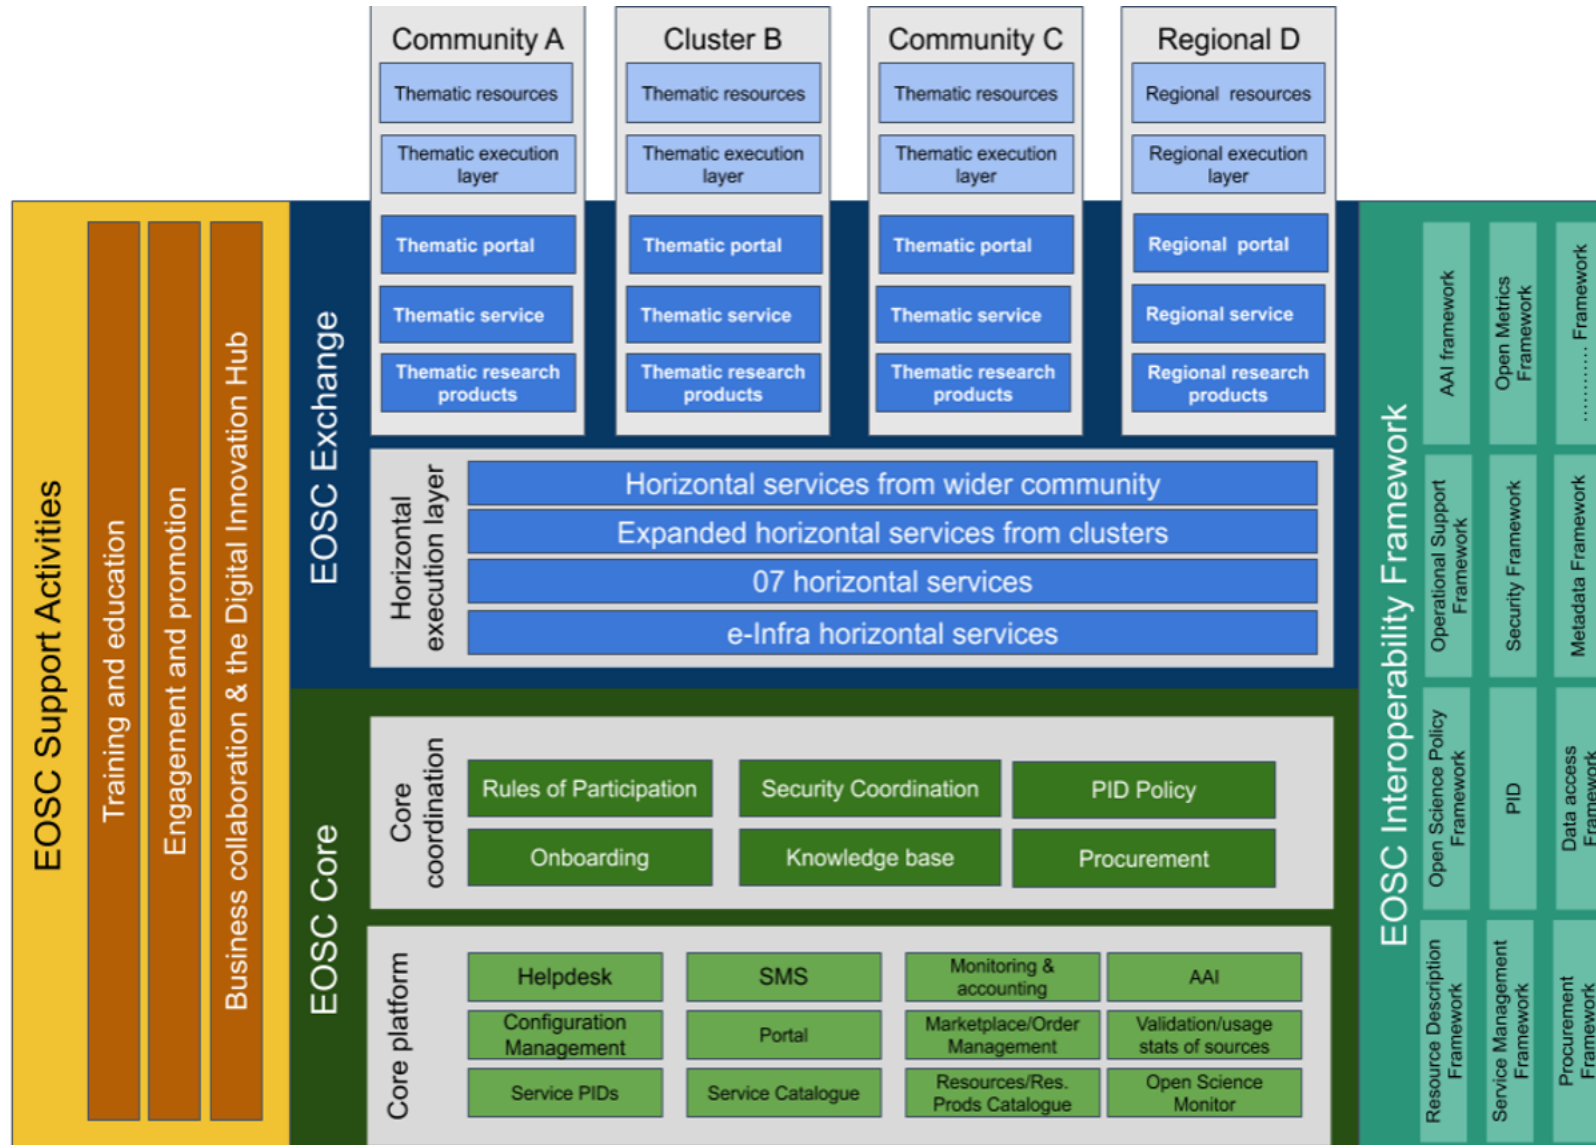 Community A
Cluster B
Community C
Regional D
Thematic resources
Thematic resources
Thematic resources
Regional resources
Thematic execution
layer
Thematic execution
layer
Thematic execution
layer
Regional execution
layer
Thematic portal
Thematic portal
Thematic portal
Regional portal
Thematic service
Thematic service
Thematic service
Regional service
Thematic research
products
Thematic research
products
Thematic research
products
Regional research
products
EOSC Support Activities
Training and education
Engagement and promotion
Business collaboration & the Digital Innovation Hub
EOSC Exchange
Horizontal
execution layer
Horizontal services from wider community
Expanded horizontal services from clusters
07 horizontal services
e-Infra horizontal services
EOSC Core
Core
coordination
Rules of Participation
Security Coordination
PID Policy
Onboarding
Knowledge base
Procurement
Core platform
Helpdesk
SMS
Monitoring &
accounting
AAI
Configuration
Management
Portal
Marketplace/Order
Management
Validation/usage
stats of sources
Service PIDs
Service Catalogue
Resources/Res.
Prods Catalogue
Open Science
Monitor
EOSC Interoperability Framework
AAI framework
Open Metrics
Framework
.......... Framework
Operational Support
Framework
Security Framework
Metadata Framework
Open Science Policy
Framework
PID
Data access
Framework
Resource Description
Framework
Service Management
Framework
Procurement
Framework